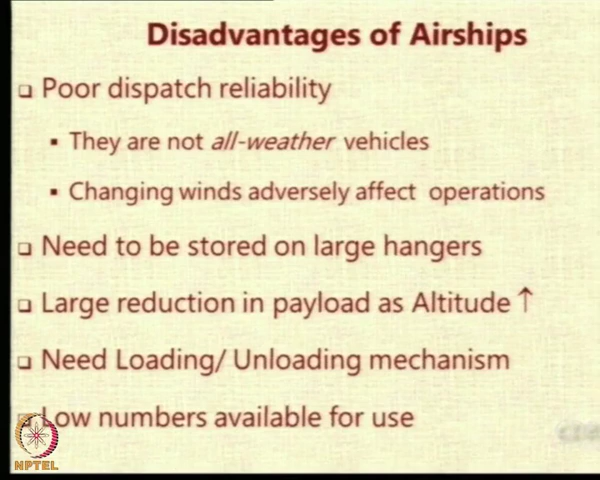 Disadvantages of Airships
Poor dispatch reliability
They are not all-weather vehicles
Changing winds adversely affect operations
Need to be stored on large hangers
Large reduction in payload as Altitude ↑
Need Loading/ Unloading mechanism
Low numbers available for use
NPTEL